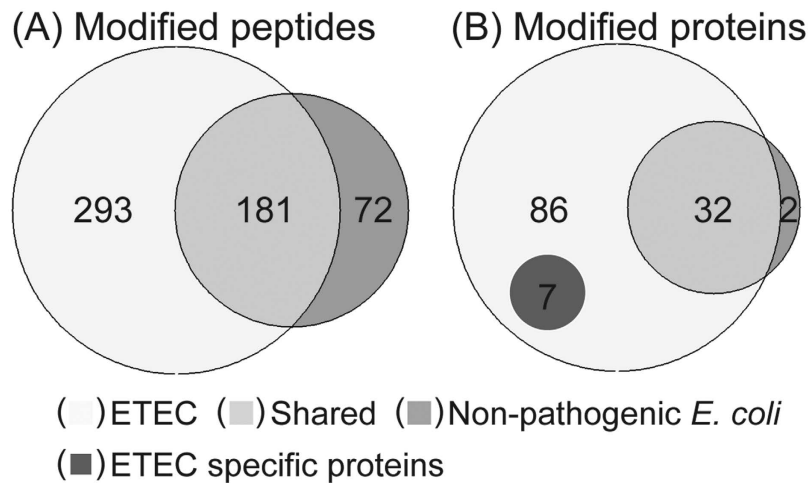 (A) Modified peptides (B) Modified proteins
293 181 72 86 32 2
7
( ) ETEC ( ) Shared ( ) Non-pathogenic E. coli
( ) ETEC specific proteins